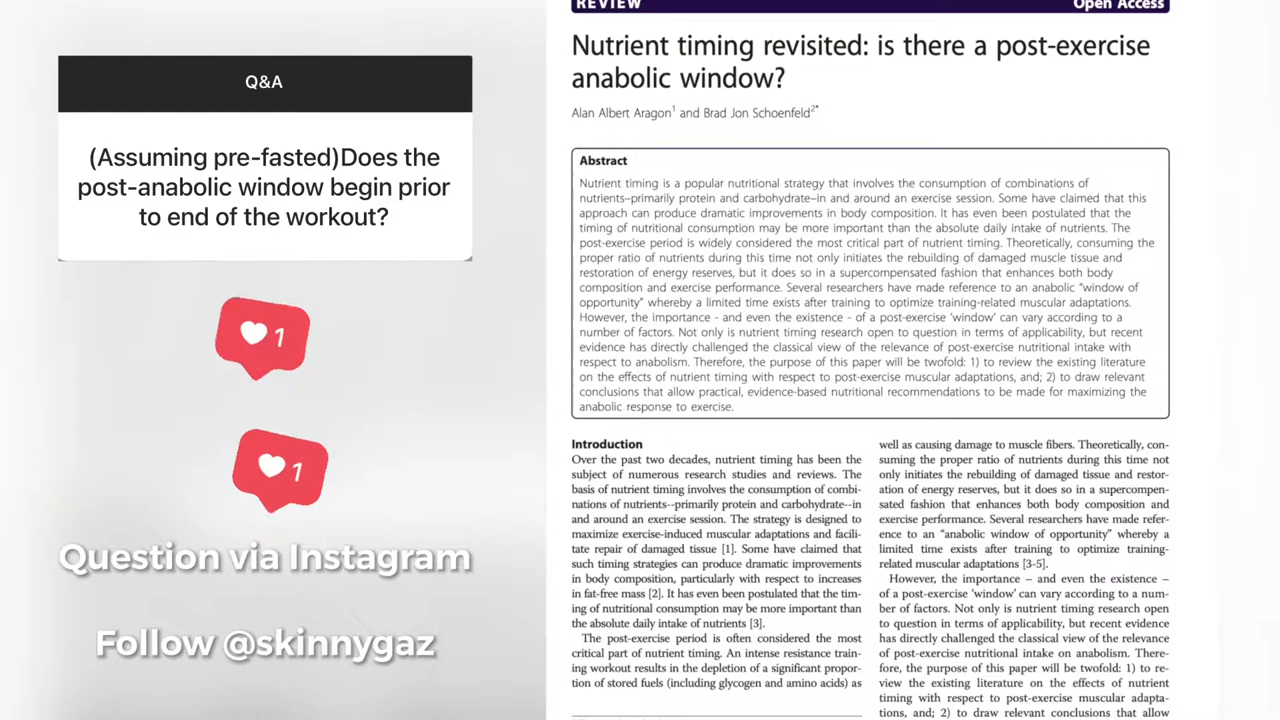 Q&A
(Assuming pre-fasted)Does the
post-anabolic window begin prior
to end of the workout?
1
1
Question via Instagram
Follow @skinnygaz
REVIEW
Open Access
Nutrient timing revisited: is there a post-exercise
anabolic window?
Alan Albert Aragon1 and Brad Jon Schoenfeld2*
Abstract
Nutrient timing is a popular nutritional strategy that involves the consumption of combinations of
nutrients–primarily protein and carbohydrate–in and around an exercise session. Some have claimed that this
approach can produce dramatic improvements in body composition. It has even been postulated that the
timing of nutritional consumption may be more important than the absolute daily intake of nutrients. The
post-exercise period is widely considered the most critical part of nutrient timing. Theoretically, consuming the
proper ratio of nutrients during this time not only initiates the rebuilding of damaged muscle tissue and
restoration of energy reserves, but it does so in a supercompensated fashion that enhances both body
composition and exercise performance. Several researchers have made reference to an anabolic “window of
opportunity” whereby a limited time exists after training to optimize training-related muscular adaptations.
However, the importance - and even the existence - of a post-exercise ‘window’ can vary according to a
number of factors. Not only is nutrient timing research open to question in terms of applicability, but recent
evidence has directly challenged the classical view of the relevance of post-exercise nutritional intake with
respect to anabolism. Therefore, the purpose of this paper will be twofold: 1) to review the existing literature
on the effects of nutrient timing with respect to post-exercise muscular adaptations, and; 2) to draw relevant
conclusions that allow practical, evidence-based nutritional recommendations to be made for maximizing the
anabolic response to exercise.
Introduction
Over the past two decades, nutrient timing has been the
subject of numerous research studies and reviews. The
basis of nutrient timing involves the consumption of combi-
nations of nutrients--primarily protein and carbohydrate--in
and around an exercise session. The strategy is designed to
maximize exercise-induced muscular adaptations and facili-
tate repair of damaged tissue [1]. Some have claimed that
such timing strategies can produce dramatic improvements
in body composition, particularly with respect to increases
in fat-free mass [2]. It has even been postulated that the tim-
ing of nutritional consumption may be more important than
the absolute daily intake of nutrients [3].
The post-exercise period is often considered the most
critical part of nutrient timing. An intense resistance train-
ing workout results in the depletion of a significant propor-
tion of stored fuels (including glycogen and amino acids) as
well as causing damage to muscle fibers. Theoretically, con-
suming the proper ratio of nutrients during this time not
only initiates the rebuilding of damaged tissue and restor-
ation of energy reserves, but it does so in a supercompen-
sated fashion that enhances both body composition and
exercise performance. Several researchers have made refer-
ence to an “anabolic window of opportunity” whereby a
limited time exists after training to optimize training-
related muscular adaptations [3-5].
However, the importance – and even the existence –
of a post-exercise ‘window’ can vary according to a num-
ber of factors. Not only is nutrient timing research open
to question in terms of applicability, but recent evidence
has directly challenged the classical view of the relevance
of post-exercise nutritional intake on anabolism. There-
fore, the purpose of this paper will be twofold: 1) to re-
view the existing literature on the effects of nutrient
timing with respect to post-exercise muscular adapta-
tions, and; 2) to draw relevant conclusions that allow